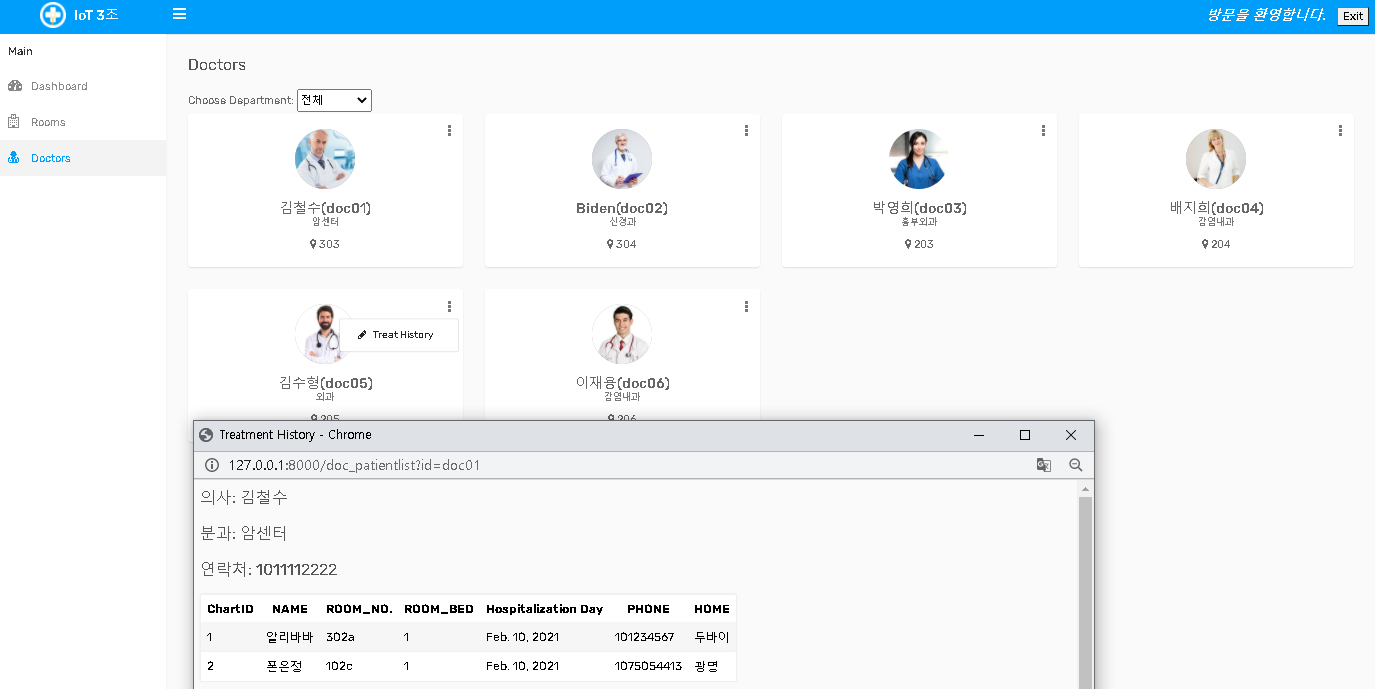 IoT 3조
방문을 환영합니다.
Exit
Main
Dashboard
Rooms
Doctors
Doctors
Choose Department: 전체
김철수(doc01)
암센터
303
Biden(doc02)
신경과
304
박영희(doc03)
흉부외과
203
배지희(doc04)
감염내과
204
Treat History
김수형(doc05)
외과
205
이재용(doc06)
감염내과
206
Treatment History - Chrome
127.0.0.1:8000/doc_patientlist?id=doc01
의사: 김철수
분과: 암센터
연락처: 1011112222
ChartID NAME ROOM_NO. ROOM_BED Hospitalization Day PHONE HOME
1 알리바바 302a 1 Feb. 10, 2021 101234567 두바이
2 폰은정 102c 1 Feb. 10, 2021 1075054413 광명